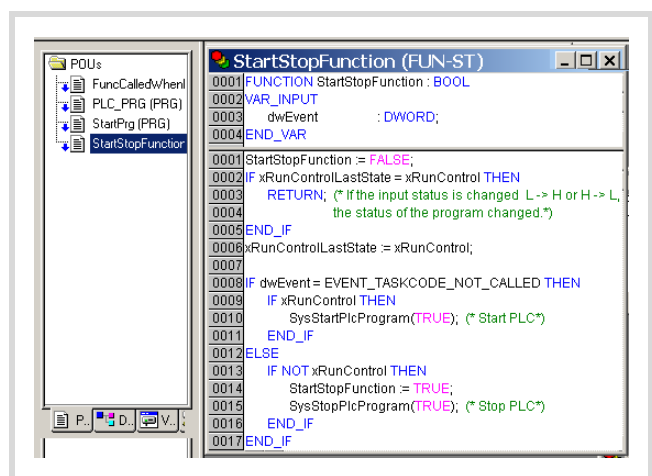 POUs
FuncCalledWhenI
PLC_PRG (PRG)
StartPrg (PRG)
StartStopFunction
P.. D.. V..
StartStopFunction (FUN-ST)
0001 FUNCTION StartStopFunction : BOOL
0002 VAR_INPUT
0003 dwEvent : DWORD;
0004 END_VAR
0001 StartStopFunction := FALSE;
0002 IF xRunControlLastState = xRunControl THEN
0003 RETURN; (* If the input status is changed L -> H or H -> L,
0004 the status of the program changed.*)
0005 END_IF
0006 xRunControlLastState := xRunControl;
0007
0008 IF dwEvent = EVENT_TASKCODE_NOT_CALLED THEN
0009 IF xRunControl THEN
0010 SysStartPlcProgram(TRUE); (* Start PLC*)
0011 END_IF
0012 ELSE
0013 IF NOT xRunControl THEN
0014 StartStopFunction := TRUE;
0015 SysStopPlcProgram(TRUE); (* Stop PLC*)
0016 END_IF
0017 END_IF